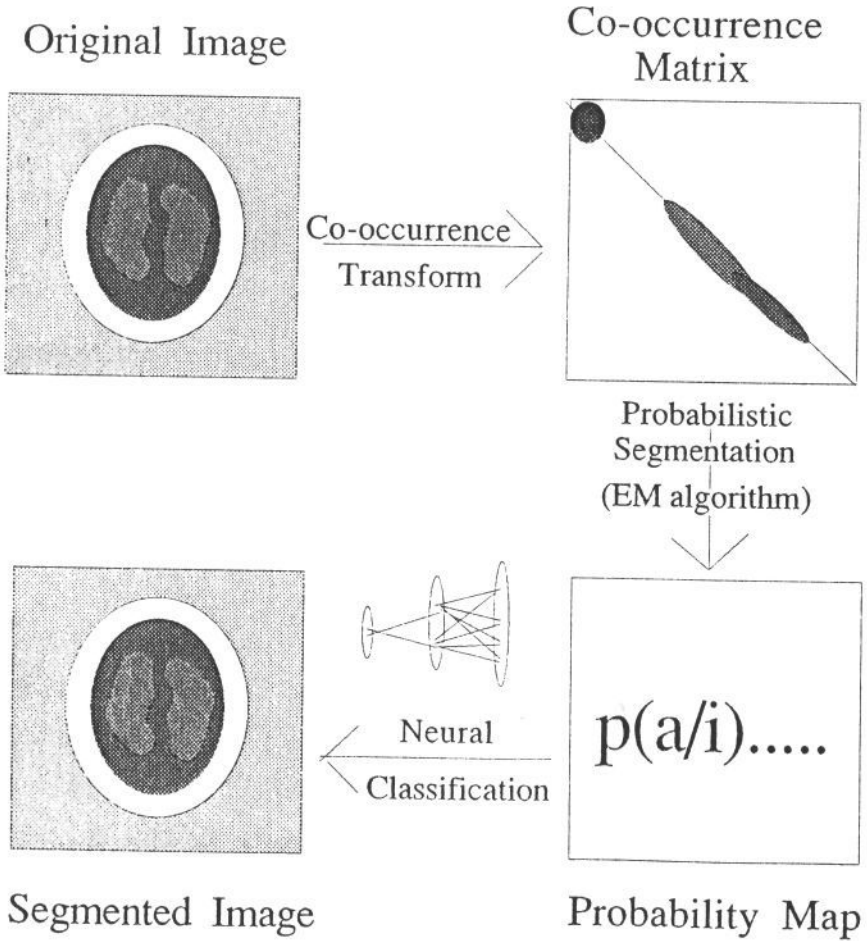 Original Image
Co-occurrence
Matrix
Co-occurrence
Transform
Probabilistic
Segmentation
(EM algorithm)
p(a/i).....
Neural
Classification
Segmented Image
Probability Map